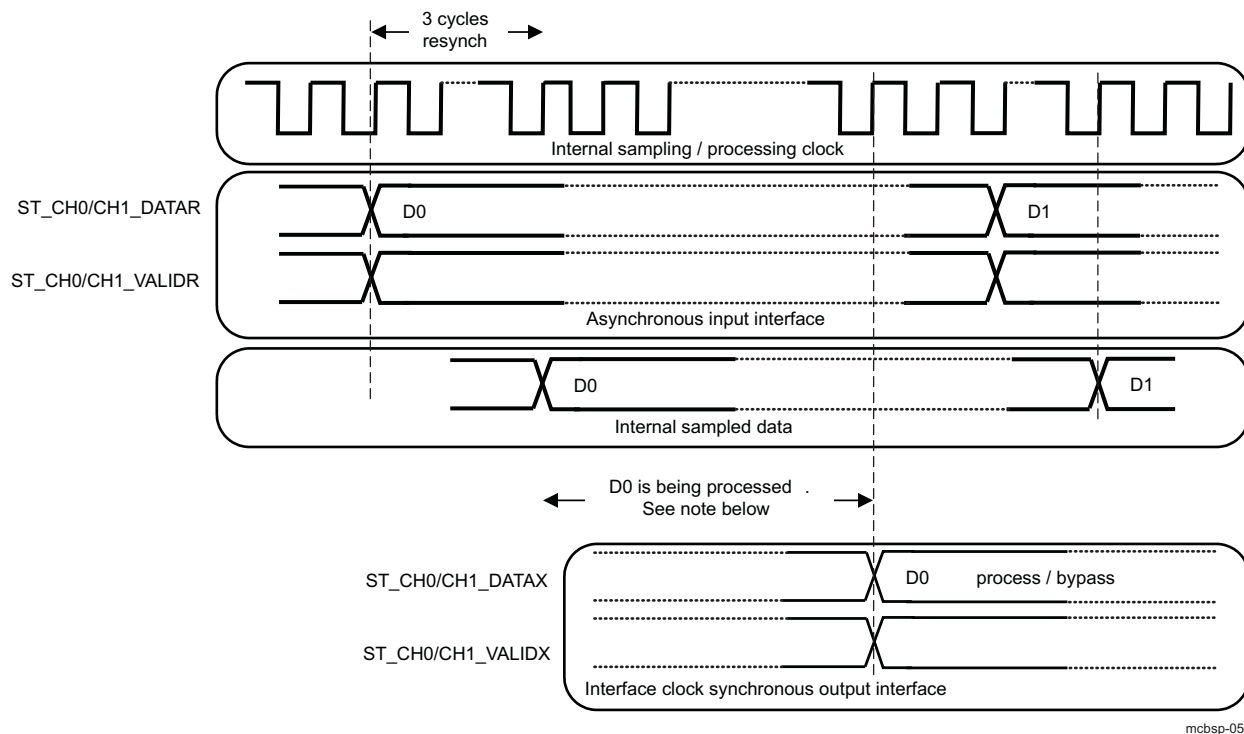 3 cycles
resynch
Internal sampling / processing clock
ST_CH0/CH1_DATAR
D0
D1
ST_CH0/CH1_VALIDR
Asynchronous input interface
D0
D1
Internal sampled data
D0 is being processed .
See note below
ST_CH0/CH1_DATAX
D0 process / bypass
ST_CH0/CH1_VALIDX
Interface clock synchronous output interface
mcbsp-05